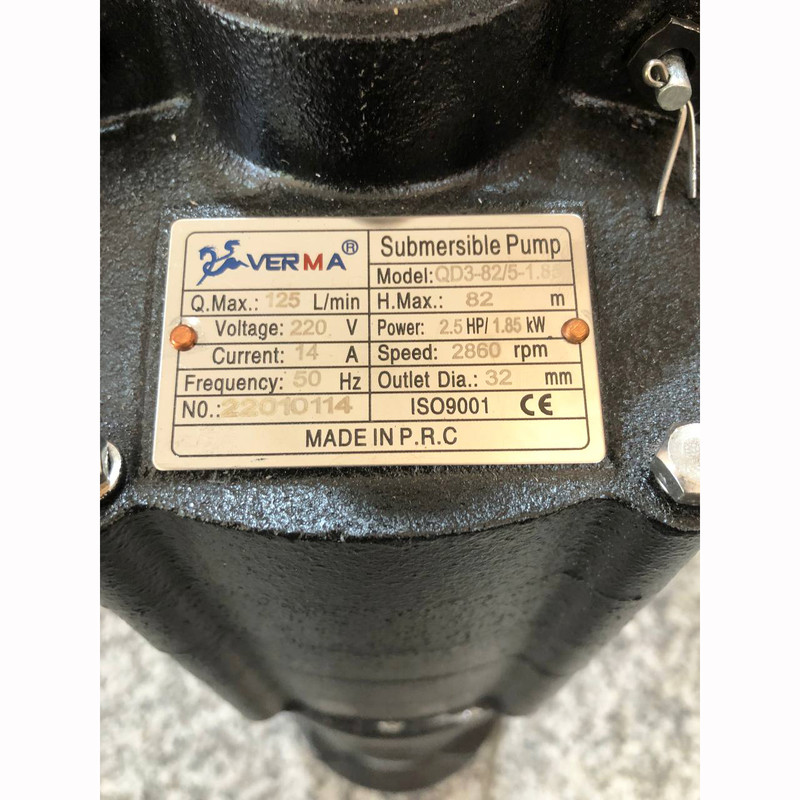 VERMA®
Submersible Pump
Model: QD3-82/5-1.85
Q.Max.: 125 L/min
H.Max.: 82 m
Voltage: 220 V
Power: 2.5 HP/ 1.85 kW
Current: 14 A
Speed: 2860 rpm
Frequency: 50 Hz
Outlet Dia.: 32 mm
N0.: 22010114
ISO9001 CE
MADE IN P.R.C